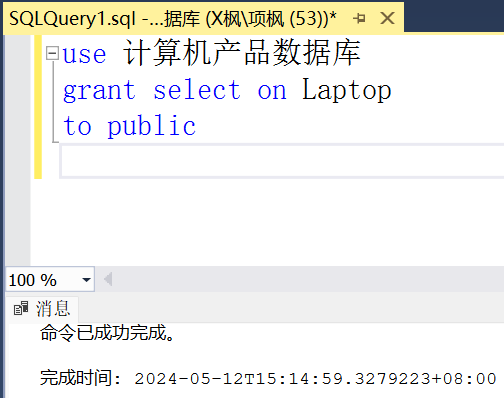 SQLQuery1.sql -...据库 (X枫\项枫 (53))*
use 计算机产品数据库
grant select on Laptop
to public
100 %
消息
命令已成功完成。
完成时间: 2024-05-12T15:14:59.3279223+08:00